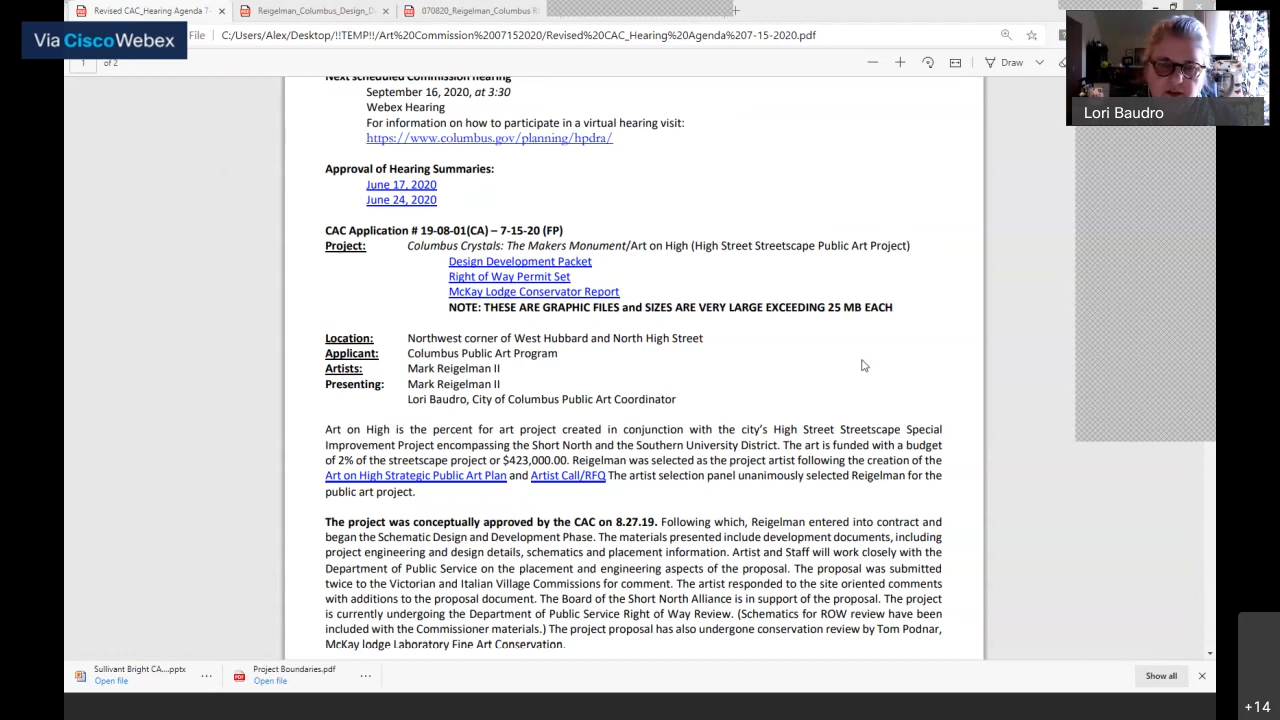 Revised CAC_Hearing Agenda 7-
Reigelman_Columbus_Design_D
070820_Reigelman_Columbus R
Via CiscoWebex
File
C:/Users/Alex/Desktop/!!TEMP!!/Art%20Commission%2007152020/Revised%20CAC_Hearing%20Agenda%207-15-2020.pdf
1 of 2
Draw
Lori Baudro
Next scheduled Commission hearing
September 16, 2020, at 3:30
Webex Hearing
For information on how to participate in a virtual hearing visit:
https://www.columbus.gov/planning/hpdra/
Approval of Hearing Summaries:
June 17, 2020
June 24, 2020
CAC Application # 19-08-01(CA) – 7-15-20 (FP)
Project: Columbus Crystals: The Makers Monument/Art on High (High Street Streetscape Public Art Project)
Design Development Packet
Right of Way Permit Set
McKay Lodge Conservator Report
NOTE: THESE ARE GRAPHIC FILES and SIZES ARE VERY LARGE EXCEEDING 25 MB EACH
Location: Northwest corner of West Hubbard and North High Street
Applicant: Columbus Public Art Program
Artists: Mark Reigelman II
Presenting: Mark Reigelman II
Lori Baudro, City of Columbus Public Art Coordinator
Art on High is the percent for art project created in conjunction with the city's High Street Streetscape Special
Improvement Project encompassing the Short North and the Southern University District. The art is funded with a budget
of 2% of the streetscape project or $423,000.00. Reigelman was selected as the project artist following the creation of the
Art on High Strategic Public Art Plan and Artist Call/RFQ The artist selection panel unanimously selected Reigelman for the
public art project.
The project was conceptually approved by the CAC on 8.27.19. Following which, Reigelman entered into contract and
began the Schematic Design and Development Phase. The materials presented include development documents, including
project engineering and design details, schematics and placement information. Artist and Staff will work closely with the
Department of Public Service on the placement and engineering aspects of the proposal. The proposal was submitted
twice to the Victorian and Italian Village Commissions for comment. The artist responded to the site oriented comments
with additions to the proposal document. The Board of the Short North Alliance is in support of the proposal. The project
is currently undergoing the Department of Public Service Right of Way Review. (Schematics for ROW review have been
included with the Commissioner materials.) The project proposal has also undergone conservation review by Tom Podnar,
McKay lodge Laboratory Fine Art Conservation.
Sullivant Bright CA....pptx
Open file
Project Boundaries.pdf
Open file
Show all
+14